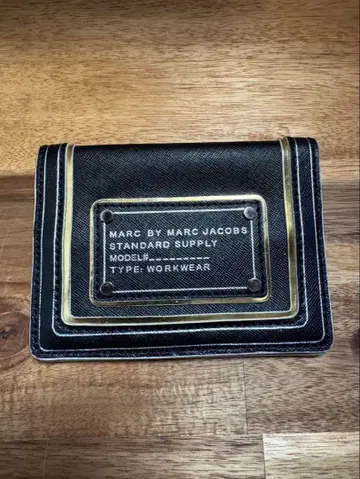 MARC BY MARC JACOBS
STANDARD SUPPLY
MODEL#_________
TYPE: WORKWEAR